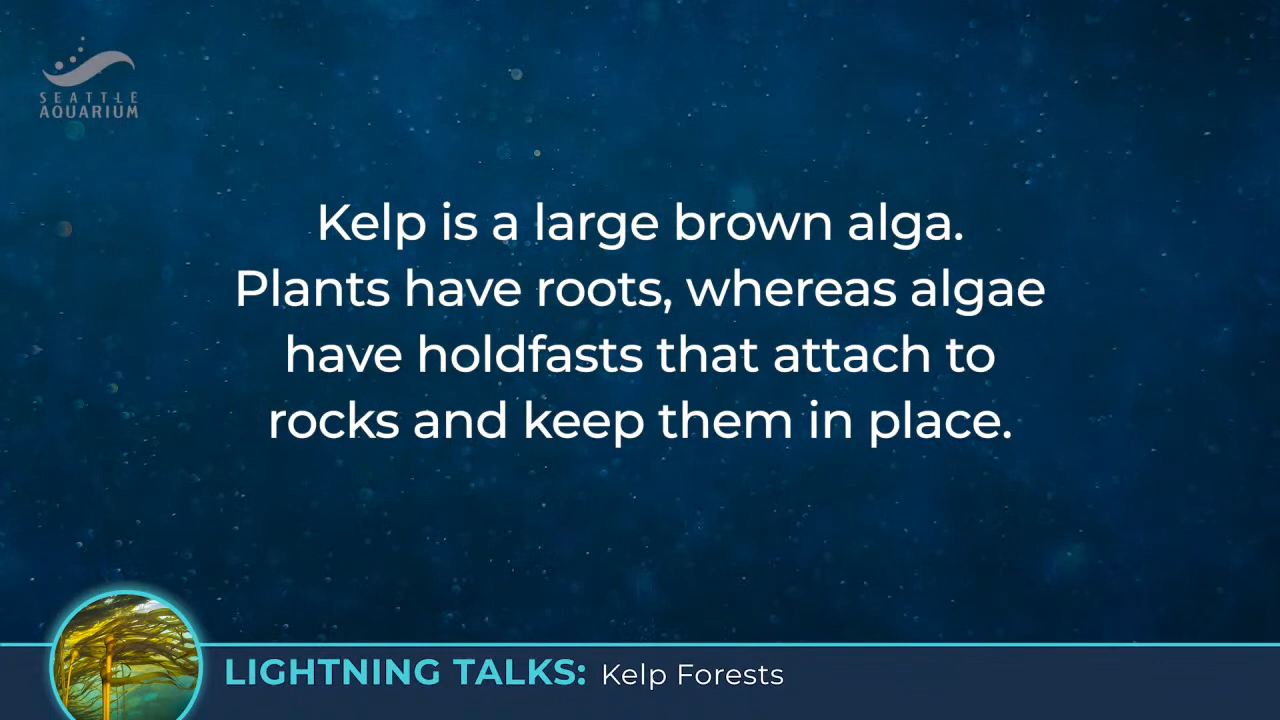 SEATTLE
AQUARIUM
Kelp is a large brown alga.
Plants have roots, whereas algae
have holdfasts that attach to
rocks and keep them in place.
LIGHTNING TALKS: Kelp Forests